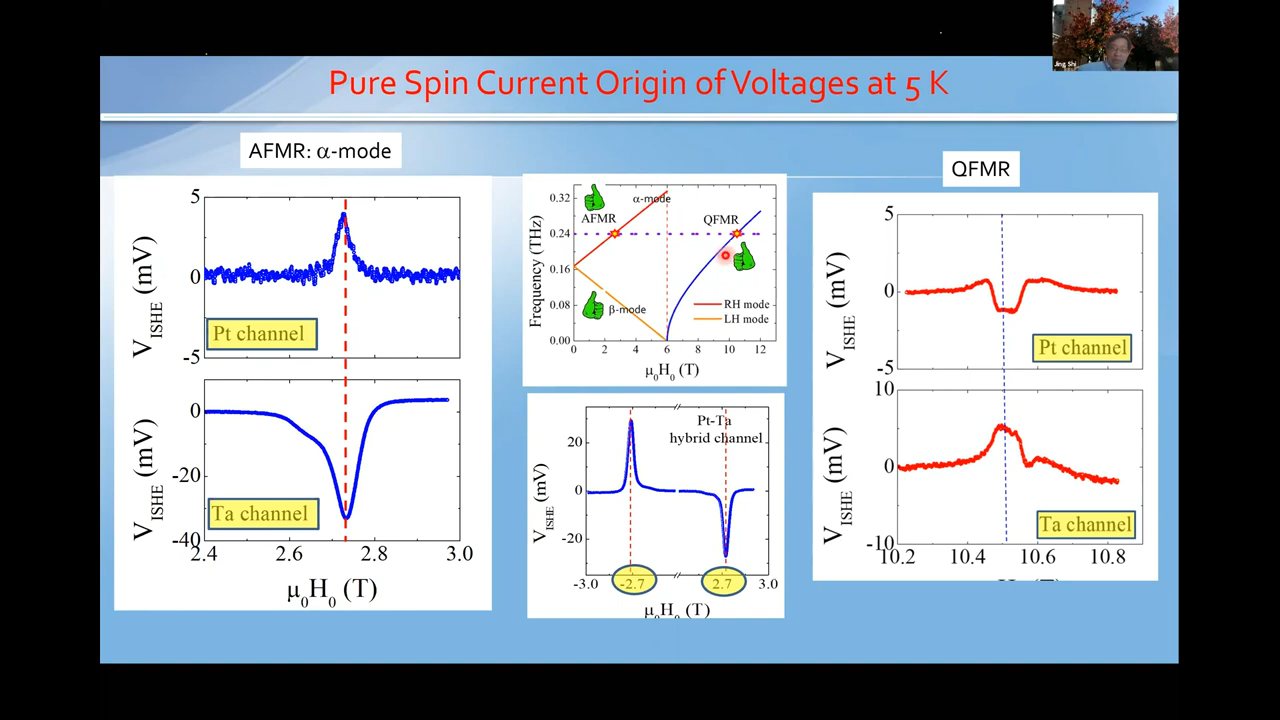 Jing Shi
Pure Spin Current Origin of Voltages at 5 K
AFMR: α-mode
QFMR
5
0
-5
V_ISHE (mV)
Pt channel
0
-20
-40
V_ISHE (mV)
Ta channel
2.4 2.6 2.8 3.0
μ₀H₀ (T)
0.32
0.24
0.16
0.08
0.00
Frequency (THz)
α-mode
AFMR
QFMR
β-mode
RH mode
LH mode
0 2 4 6 8 10 12
μ₀H₀ (T)
Pt-Ta
hybrid channel
20
0
-20
V_ISHE (mV)
-3.0 -2.7 2.7 3.0
μ₀H₀ (T)
5
0
-5
V_ISHE (mV)
Pt channel
10
0
-10
V_ISHE (mV)
Ta channel
10.2 10.4 10.6 10.8